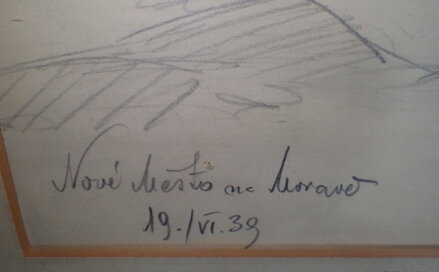 Nové Město na Moravě
19./VI.39